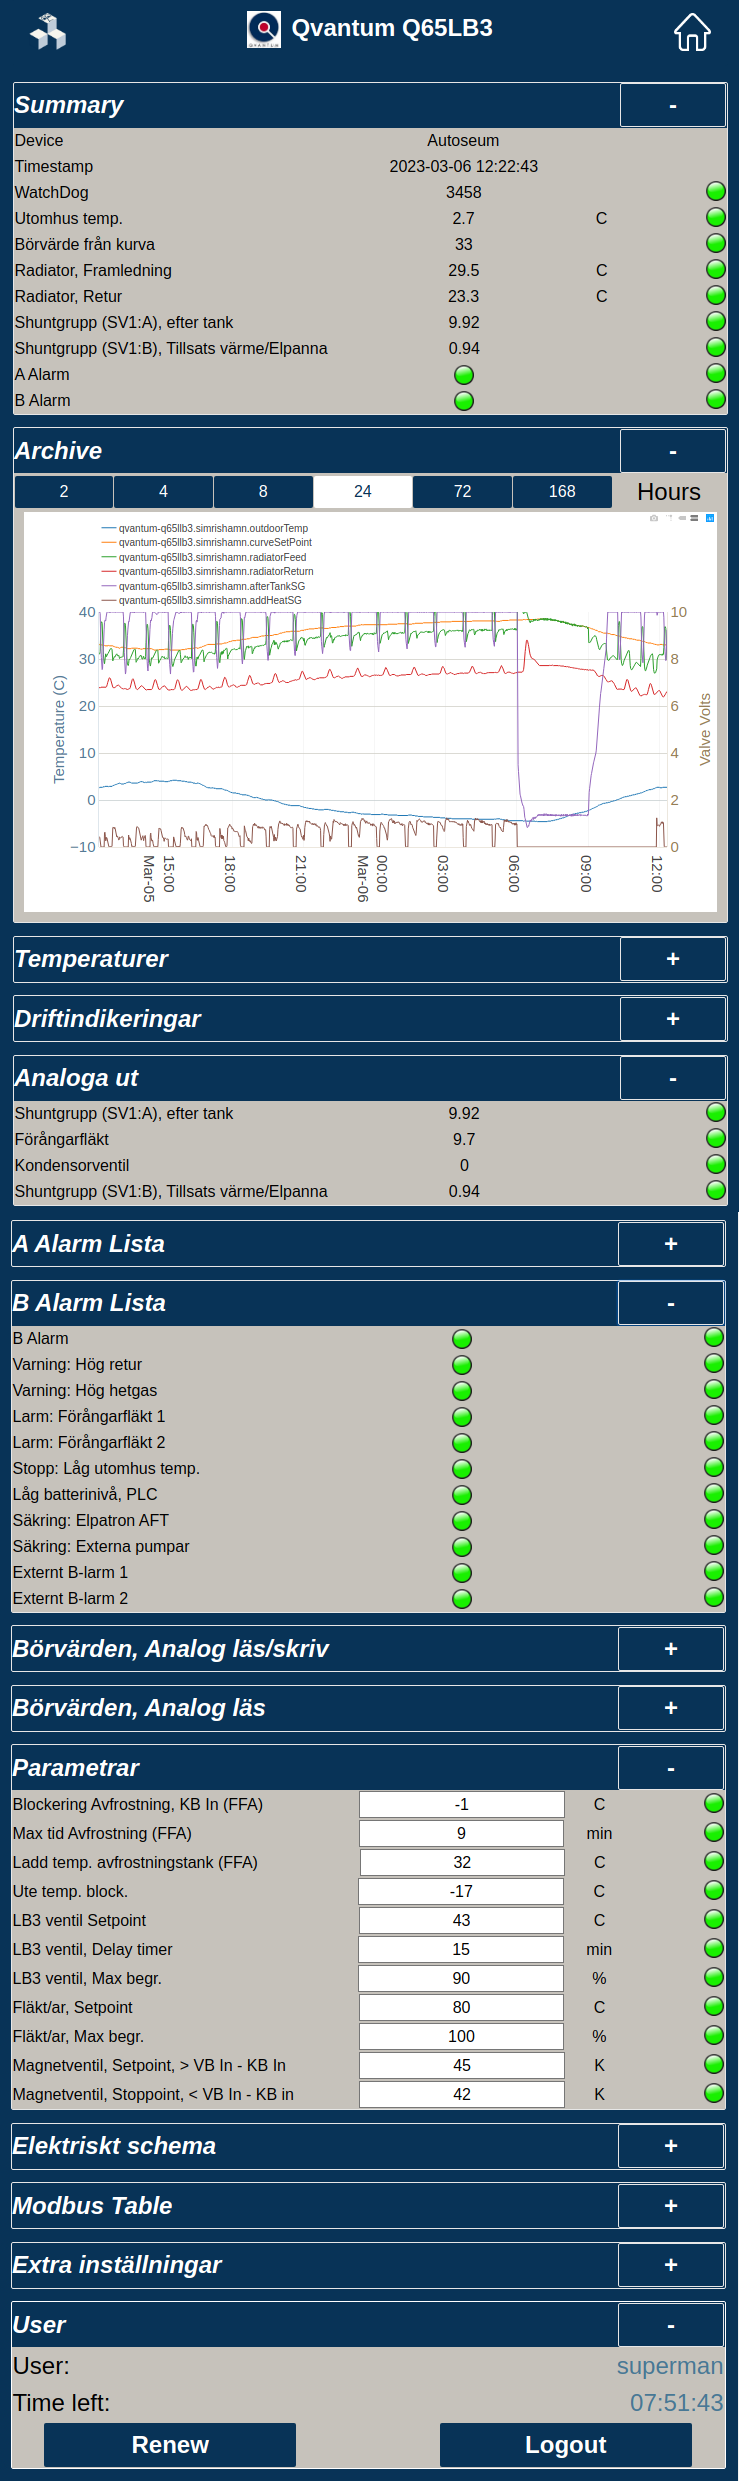 Qvantum Q65LB3
QVANTUM
Summary -
Device Autoseum
Timestamp 2023-03-06 12:22:43
WatchDog 3458
Utomhus temp. 2.7 C
Börvärde från kurva 33
Radiator, Framledning 29.5 C
Radiator, Retur 23.3 C
Shuntgrupp (SV1:A), efter tank 9.92
Shuntgrupp (SV1:B), Tillsats värme/Elpanna 0.94
A Alarm
B Alarm
Archive -
2 4 8 24 72 168 Hours
qvantum-q65llb3.simrishamn.outdoorTemp
qvantum-q65llb3.simrishamn.curveSetPoint
qvantum-q65llb3.simrishamn.radiatorFeed
qvantum-q65llb3.simrishamn.radiatorReturn
qvantum-q65llb3.simrishamn.afterTankSG
qvantum-q65llb3.simrishamn.addHeatSG
40 10
30 8
20 6
10 4
0 2
−10 0
Temperature (C)
Valve Volts
15:00
Mar-05
18:00
21:00
00:00
Mar-06
03:00
06:00
09:00
12:00
Temperaturer +
Driftindikeringar +
Analoga ut -
Shuntgrupp (SV1:A), efter tank 9.92
Förångarfläkt 9.7
Kondensorventil 0
Shuntgrupp (SV1:B), Tillsats värme/Elpanna 0.94
A Alarm Lista +
B Alarm Lista -
B Alarm
Varning: Hög retur
Varning: Hög hetgas
Larm: Förångarfläkt 1
Larm: Förångarfläkt 2
Stopp: Låg utomhus temp.
Låg batterinivå, PLC
Säkring: Elpatron AFT
Säkring: Externa pumpar
Externt B-larm 1
Externt B-larm 2
Börvärden, Analog läs/skriv +
Börvärden, Analog läs +
Parametrar -
Blockering Avfrostning, KB In (FFA) -1 C
Max tid Avfrostning (FFA) 9 min
Ladd temp. avfrostningstank (FFA) 32 C
Ute temp. block. -17 C
LB3 ventil Setpoint 43 C
LB3 ventil, Delay timer 15 min
LB3 ventil, Max begr. 90 %
Fläkt/ar, Setpoint 80 C
Fläkt/ar, Max begr. 100 %
Magnetventil, Setpoint, > VB In - KB In 45 K
Magnetventil, Stoppoint, < VB In - KB in 42 K
Elektriskt schema +
Modbus Table +
Extra inställningar +
User -
User: superman
Time left: 07:51:43
Renew Logout